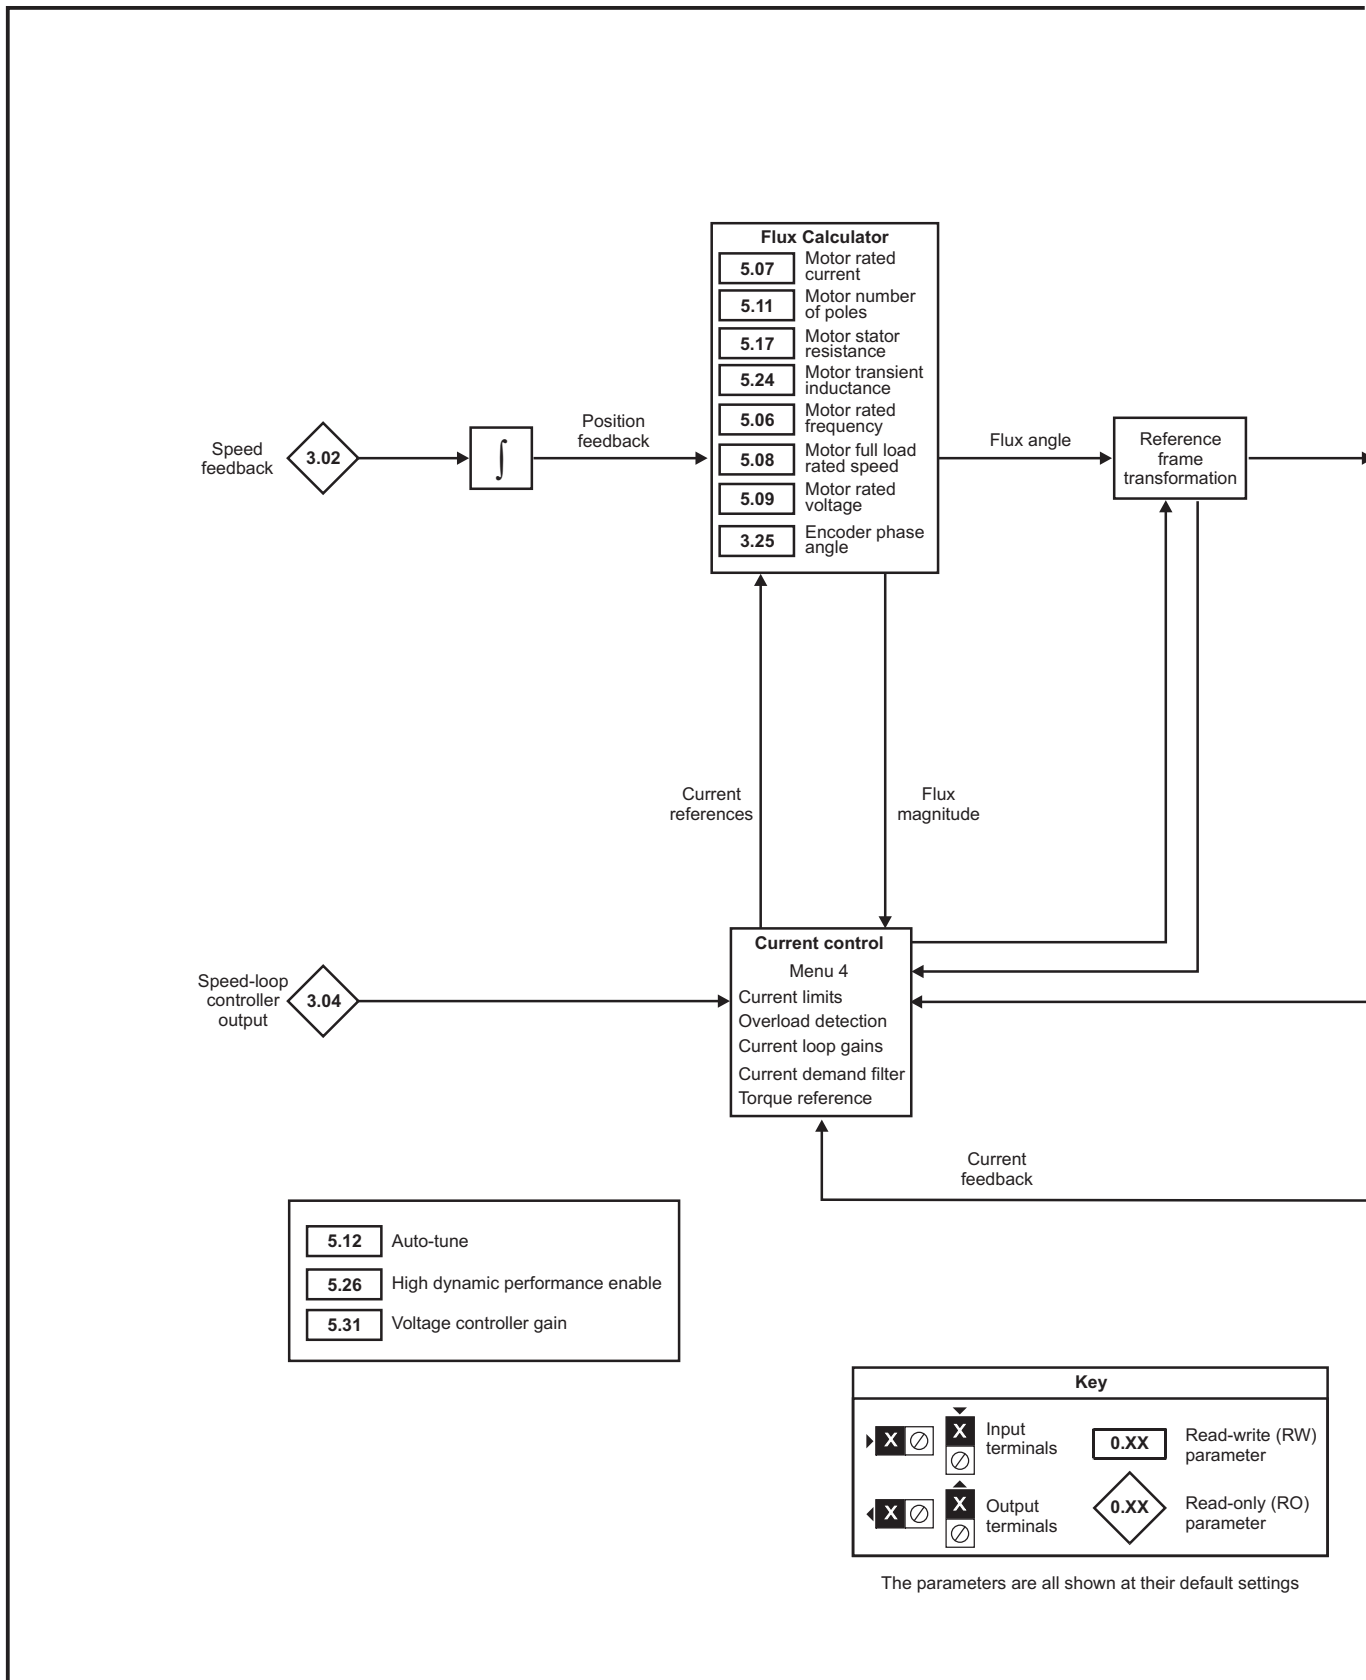 Flux Calculator
5.07 Motor rated
current
5.11 Motor number
of poles
5.17 Motor stator
resistance
5.24 Motor transient
inductance
5.06 Motor rated
frequency
5.08 Motor full load
rated speed
5.09 Motor rated
voltage
3.25 Encoder phase
angle
Speed
feedback
3.02
∫
Position
feedback
Flux angle
Reference
frame
transformation
Current
references
Flux
magnitude
Speed-loop
controller
output
3.04
Current control
Menu 4
Current limits
Overload detection
Current loop gains
Current demand filter
Torque reference
Current
feedback
5.12 Auto-tune
5.26 High dynamic performance enable
5.31 Voltage controller gain
Key
X X Input
terminals
0.XX Read-write (RW)
parameter
X X Output
terminals
0.XX Read-only (RO)
parameter
The parameters are all shown at their default settings